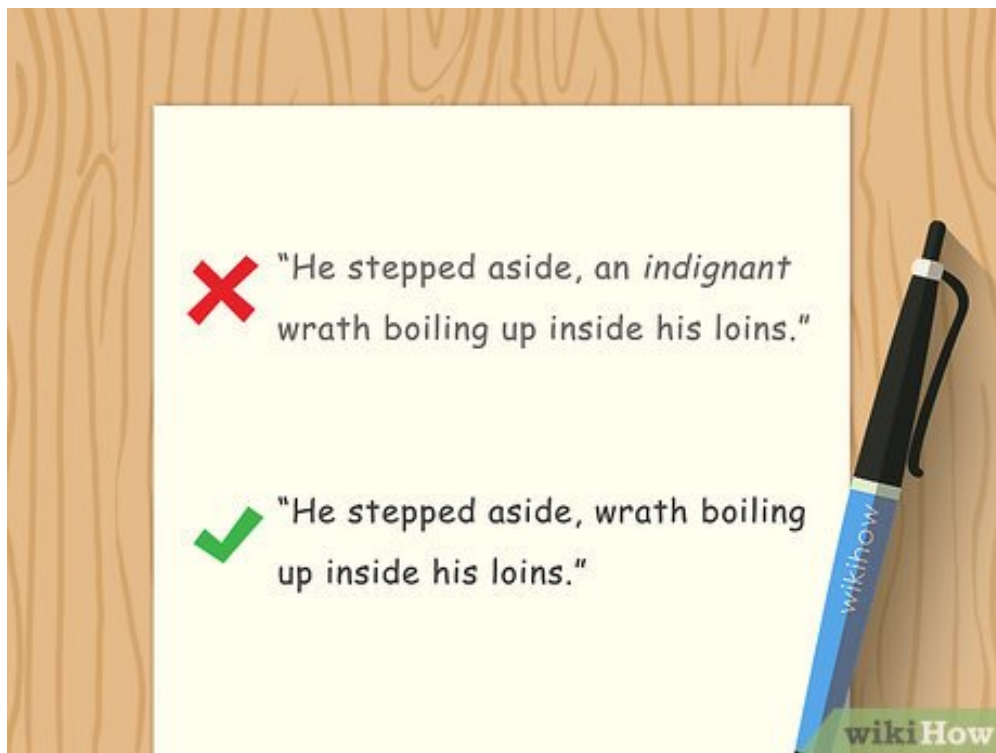 “He stepped aside, an indignant
wrath boiling up inside his loins.”
“He stepped aside, wrath boiling
up inside his loins.”
wikihow
wikiHow